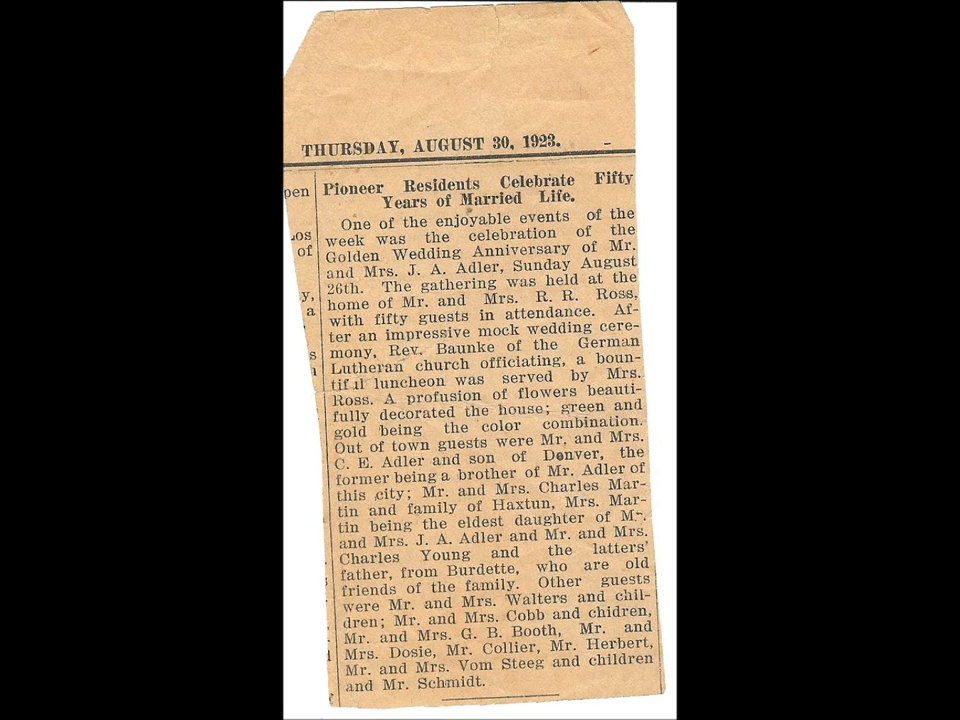 THURSDAY, AUGUST 30, 1923.
pen
Los
of
y,
a
s
Pioneer Residents Celebrate Fifty
Years of Married Life.
One of the enjoyable events of the
week was the celebration of the
Golden Wedding Anniversary of Mr.
and Mrs. J. A. Adler, Sunday August
26th. The gathering was held at the
home of Mr. and Mrs. R. R. Ross,
with fifty guests in attendance. Af-
ter an impressive mock wedding cere-
mony, Rev. Baunke of the German
Lutheran church officiating, a boun-
tiful luncheon was served by Mrs.
Ross. A profusion of flowers beauti-
fully decorated the house; green and
gold being the color combination.
Out of town guests were Mr. and Mrs.
C. E. Adler and son of Denver, the
former being a brother of Mr. Adler of
this city; Mr. and Mrs. Charles Mar-
tin and family of Haxtun, Mrs. Mar-
tin being the eldest daughter of Mr.
and Mrs. J. A. Adler and Mr. and Mrs.
Charles Young and the latters'
father, from Burdette, who are old
friends of the family. Other guests
were Mr. and Mrs. Walters and chil-
dren; Mr. and Mrs. Cobb and chidren,
Mr. and Mrs. G. B. Booth, Mr. and
Mrs. Dosie, Mr. Collier, Mr. Herbert,
Mr. and Mrs. Vom Steeg and children
and Mr. Schmidt.